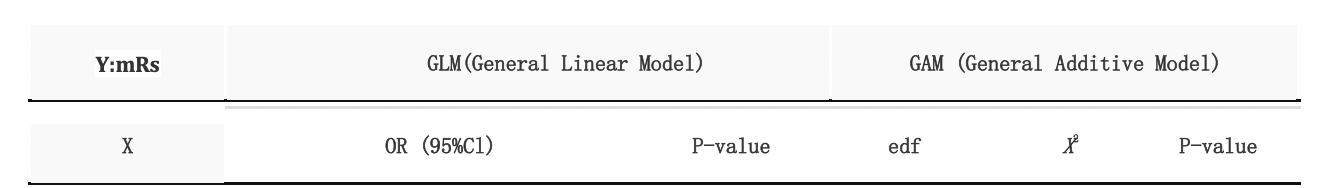 Y:mRs GLM(General Linear Model) GAM (General Additive Model)
X OR (95%Cl) P-value edf X² P-value